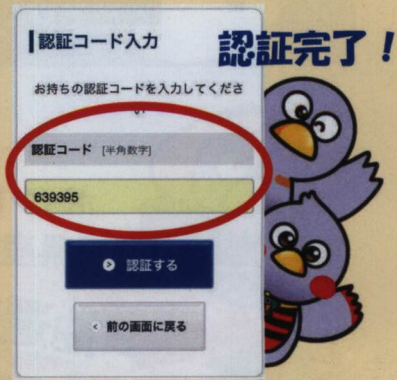 認証コード入力
認証完了！
お持ちの認証コードを入力してくださ
い
認証コード [半角数字]
639395
認証する
前の画面に戻る